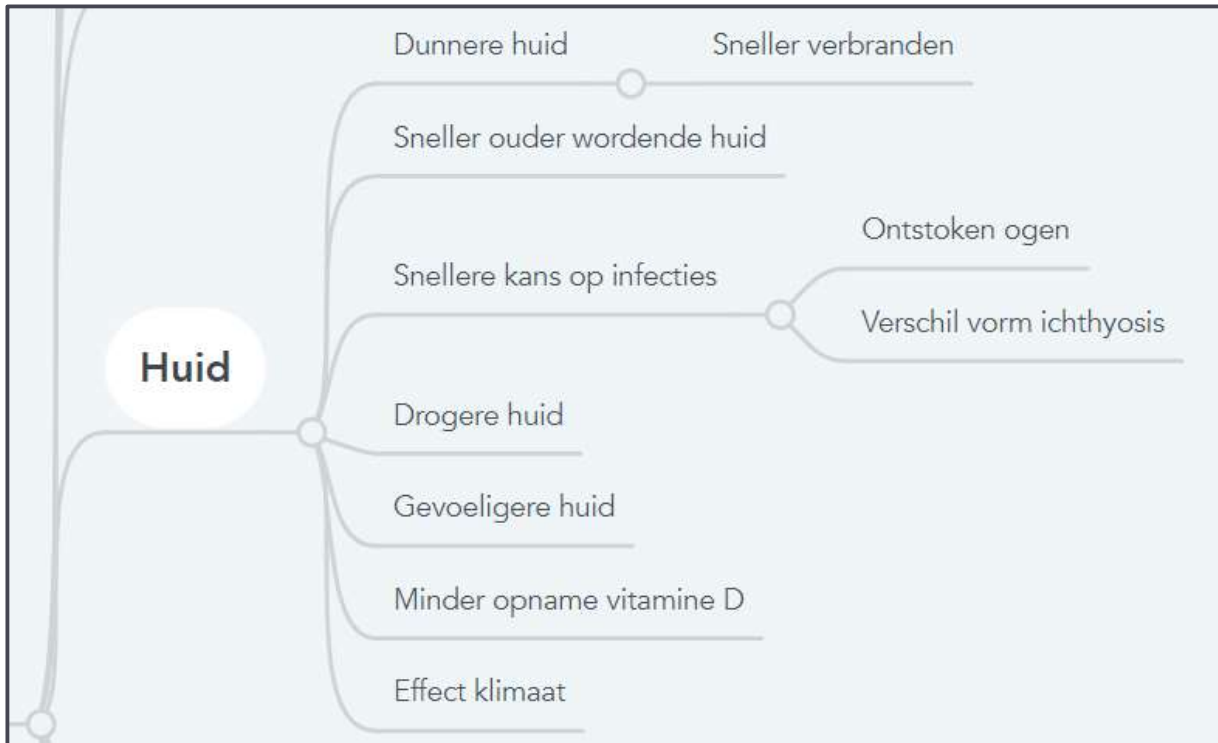 Dunnere huid
Sneller verbranden
Sneller ouder wordende huid
Ontstoken ogen
Snellere kans op infecties
Verschil vorm ichthyosis
Huid
Drogere huid
Gevoeligere huid
Minder opname vitamine D
Effect klimaat